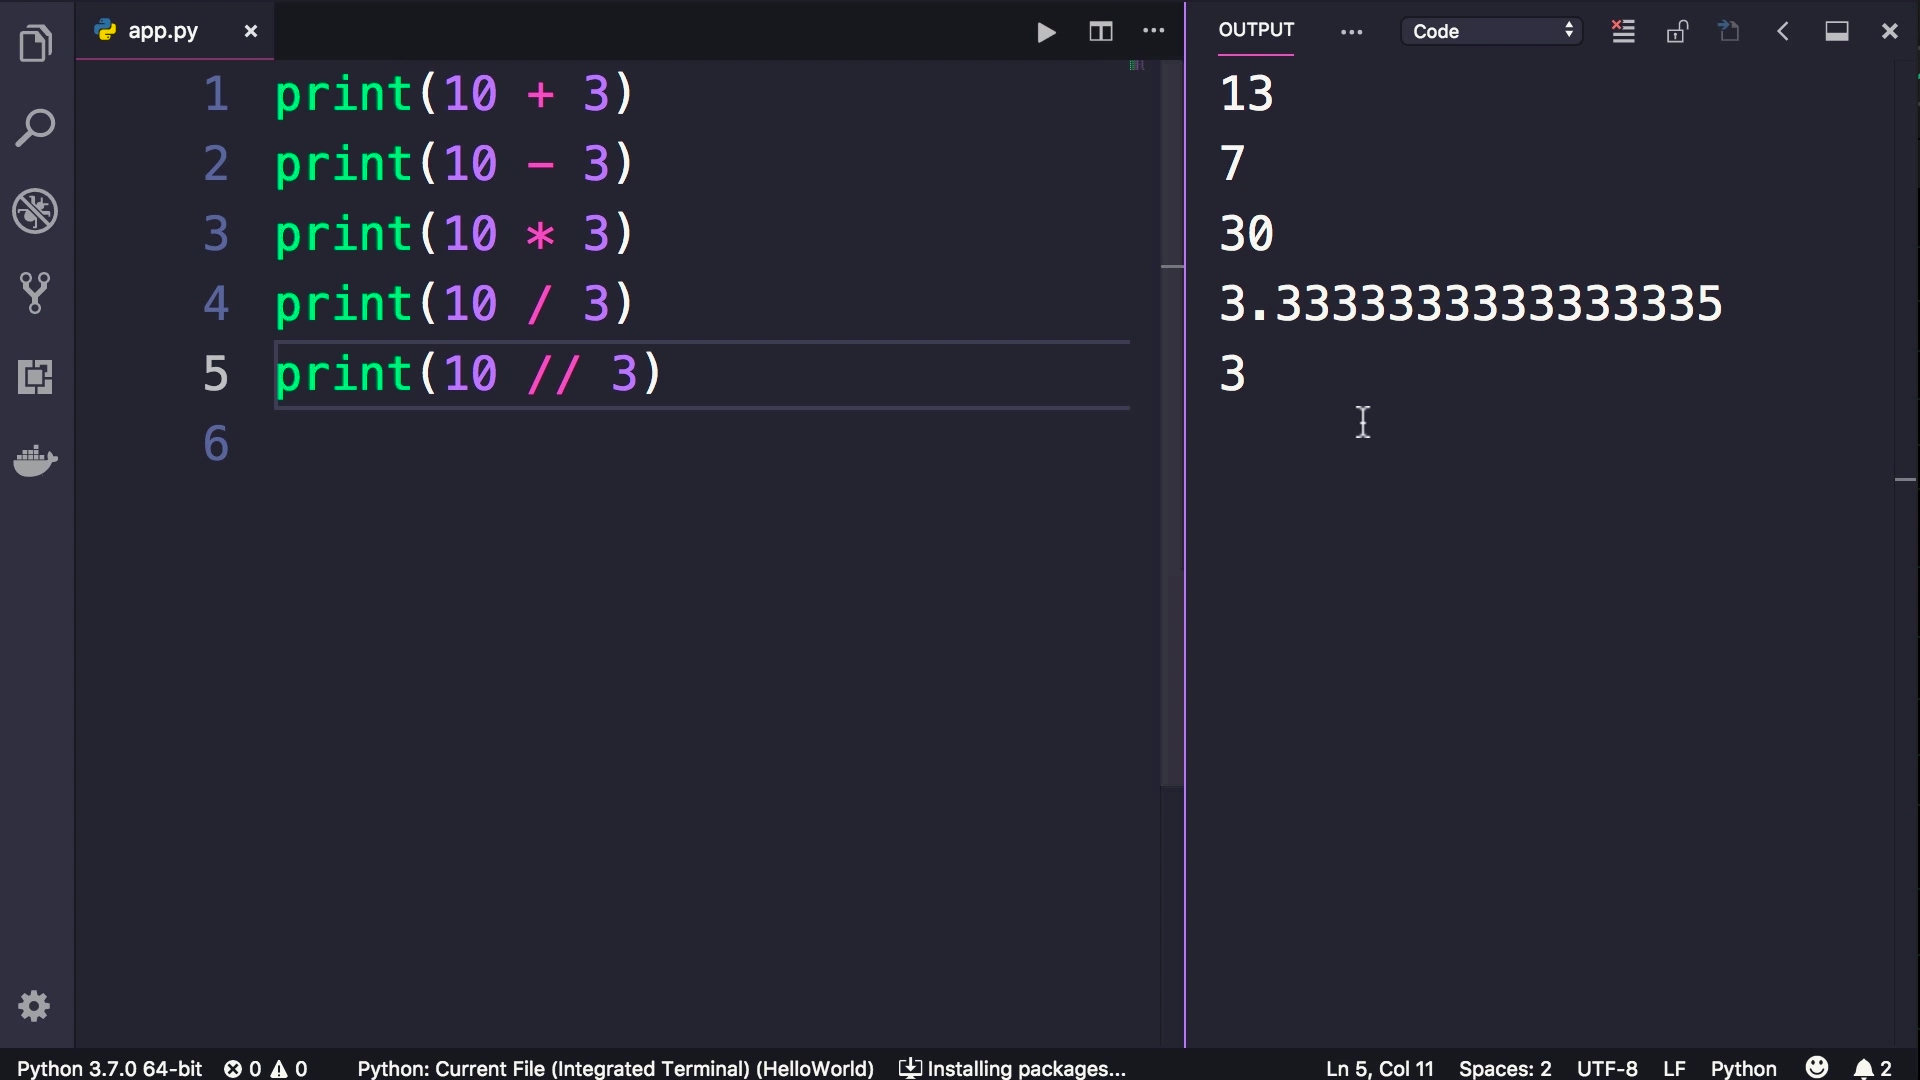 app.py
OUTPUT
Code
1 print(10 + 3)
2 print(10 - 3)
3 print(10 * 3)
4 print(10 / 3)
5 print(10 // 3)
6
13
7
30
3.3333333333333335
3
Python 3.7.0 64-bit 0 0 Python: Current File (Integrated Terminal) (HelloWorld) Installing packages... Ln 5, Col 11 Spaces: 2 UTF-8 LF Python 2